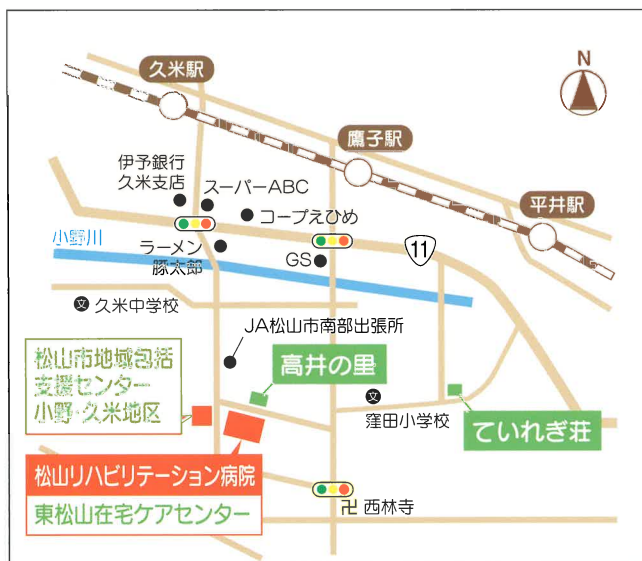 N
久米駅
鷹子駅
平井駅
伊予銀行
久米支店
スーパーABC
コープえひめ
小野川
ラーメン
豚太郎
GS
11
文 久米中学校
JA松山市南部出張所
松山市地域包括
支援センター
小野・久米地区
高井の里
文
窪田小学校
ていれぎ荘
松山リハビリテーション病院
東松山在宅ケアセンター
卍 西林寺